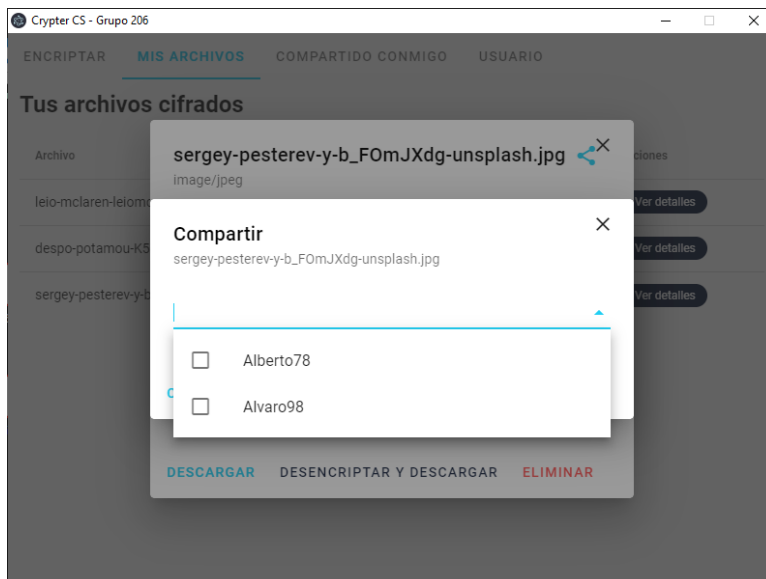 Crypter CS - Grupo 206
ENCRIPTAR MIS ARCHIVOS COMPARTIDO CONMIGO USUARIO
Tus archivos cifrados
Archivo
ciones
sergey-pesterev-y-b_FOmJXdg-unsplash.jpg
image/jpeg
leio-mclaren-leiomc
Ver detalles
Compartir
sergey-pesterev-y-b_FOmJXdg-unsplash.jpg
despo-potamou-K5
Ver detalles
sergey-pesterev-y-b
Ver detalles
Alberto78
Alvaro98
DESCARGAR DESENCRIPTAR Y DESCARGAR ELIMINAR